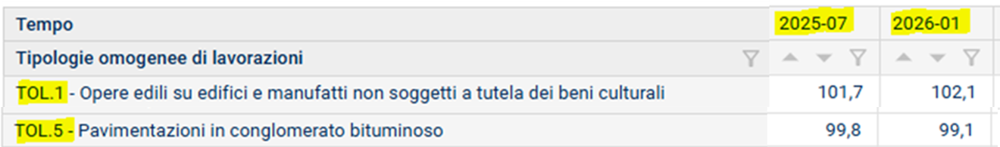 Tempo 2025-07 2026-01
Tipologie omogenee di lavorazioni
TOL.1 - Opere edili su edifici e manufatti non soggetti a tutela dei beni culturali 101,7 102,1
TOL.5 - Pavimentazioni in conglomerato bituminoso 99,8 99,1